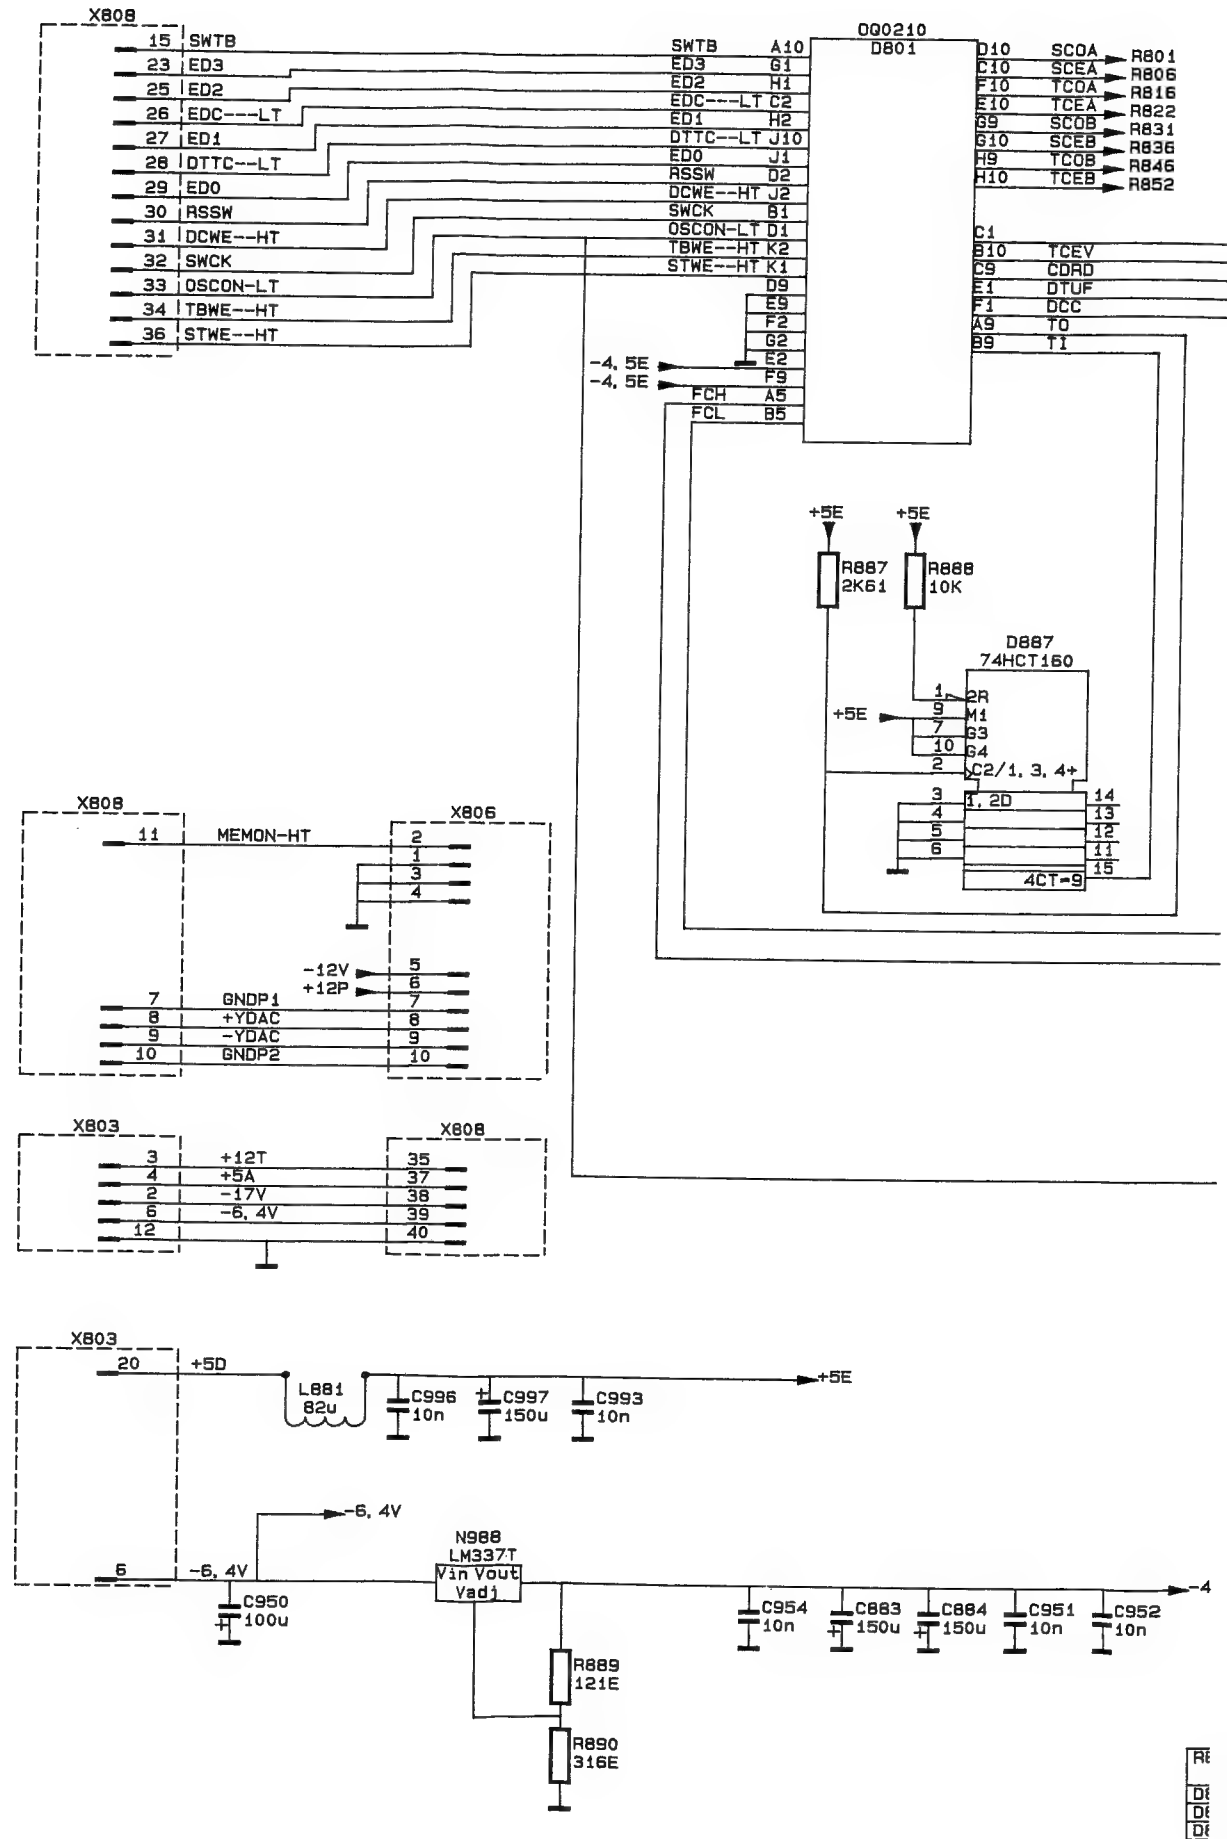 X808
15 SWTB
23 ED3
25 ED2
26 EDC---LT
27 ED1
28 DTTC--LT
29 ED0
30 RSSW
31 DCWE--HT
32 SWCK
33 OSCON-LT
34 TBWE--HT
36 STWE--HT
SWTB A10
ED3 G1
ED2 H1
EDC---LT C2
ED1 H2
DTTC--LT J10
ED0 J1
RSSW D2
DCWE--HT J2
SWCK B1
OSCON-LT D1
TBWE--HT K2
STWE--HT K1
D9
E9
F2
G2
-4,5E E2
-4,5E F9
FCH A5
FCL B5
OQ0210
D801
D10 SCOA R801
C10 SCEA R806
F10 TCOA R816
E10 TCEA R822
G9 SCOB R831
G10 SCEB R836
H9 TCOB R846
H10 TCEB R852
C1
B10 TCEV
C9 CDRD
E1 DTUF
F1 DCC
A9 TO
B9 TI
+5E +5E
R887 R888
2K61 10K
D887
74HCT160
1 2R
+5E 9 M1
7 G3
10 G4
2 C2/1,3,4+
3 1,2D 14
4 13
5 12
6 11
15
4CT=9
X808 X806
11 MEMON-HT 2
1
3
4
-12V 5
+12P 6
7 GNDP1 7
8 +YDAC 8
9 -YDAC 9
10 GNDP2 10
X803 X808
3 +12T 35
4 +5A 37
2 -17V 38
6 -6,4V 39
12 40
X803
20 +5D
L881
82u
C996
10n
C997
150u
C993
10n
+5E
-6,4V
6 -6,4V
C950
100u
N988
LM337T
Vin Vout
Vadj
R889
121E
R890
316E
C954
10n
C883
150u
C884
150u
C951
10n
C952
10n
-4